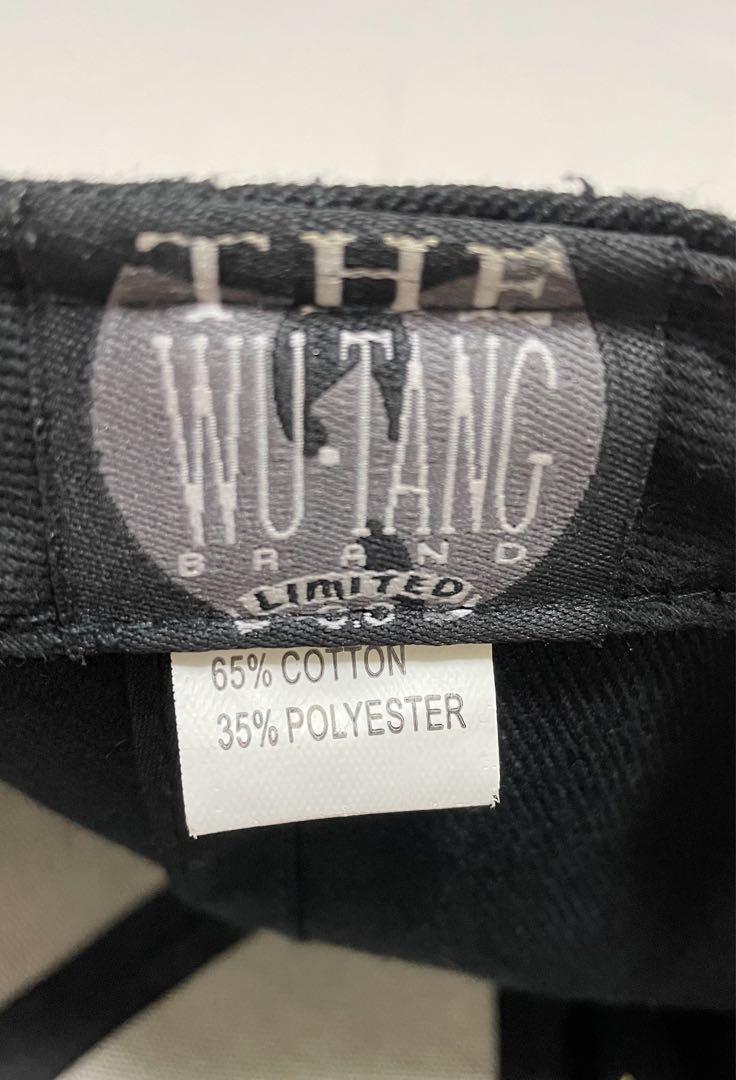 THE
WU·TANG
BRAND
LIMITED
65% COTTON
35% POLYESTER